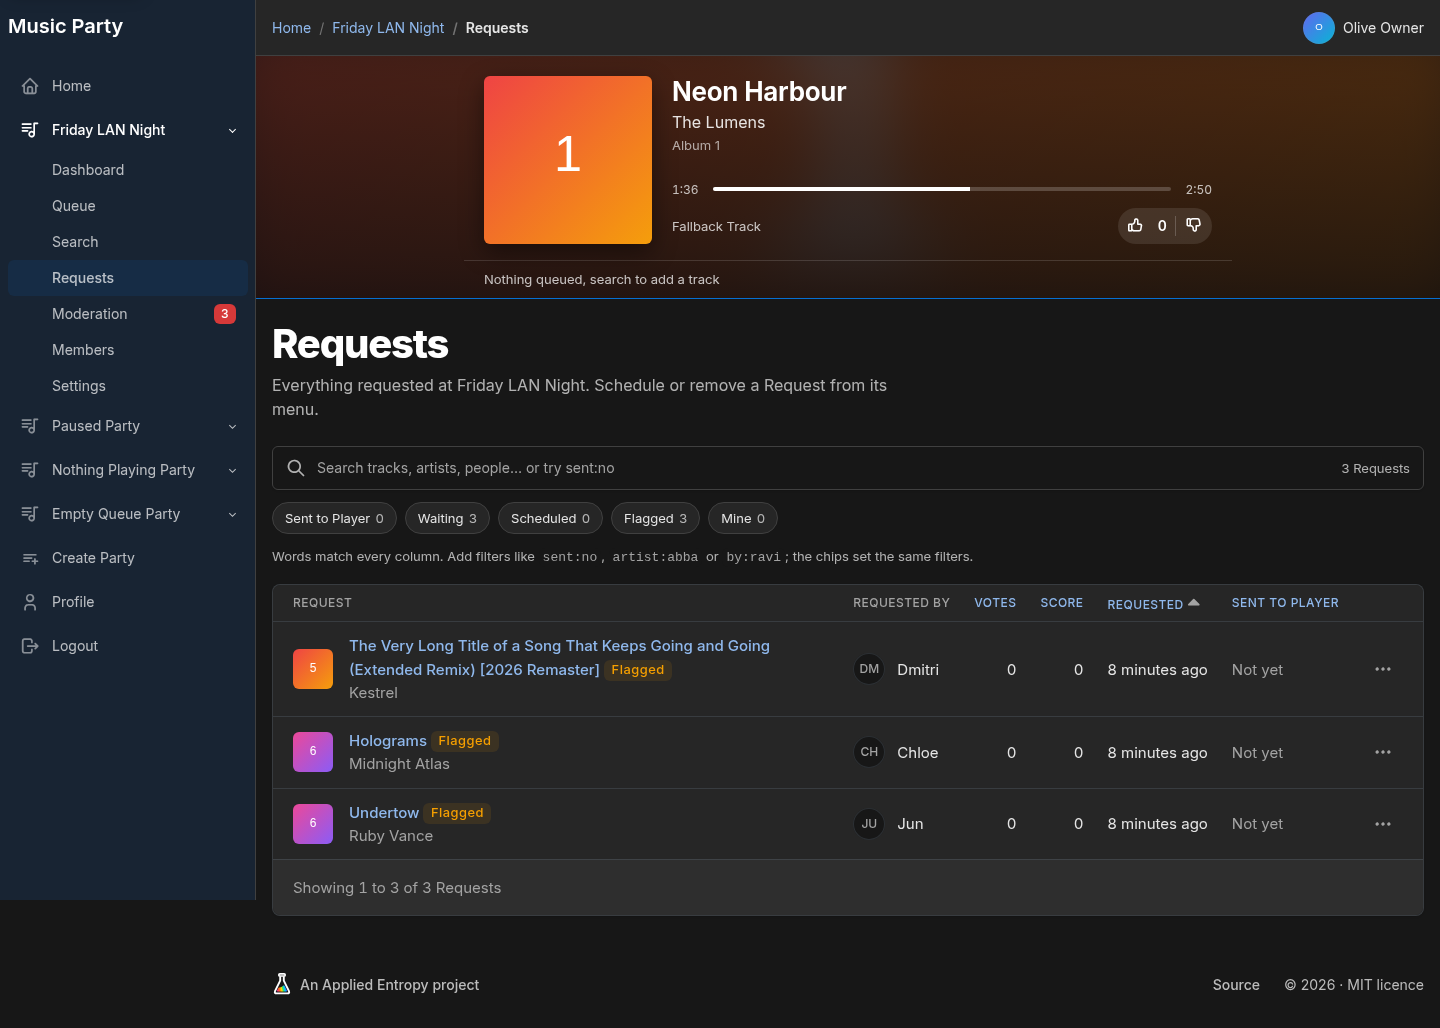 Music Party
Home
Friday LAN Night
Dashboard
Queue
Search
Requests
Moderation 3
Members
Settings
Paused Party
Nothing Playing Party
Empty Queue Party
Create Party
Profile
Logout
Home / Friday LAN Night / Requests
O Olive Owner
1
Neon Harbour
The Lumens
Album 1
1:36 2:50
Fallback Track 0
Nothing queued, search to add a track
Requests
Everything requested at Friday LAN Night. Schedule or remove a Request from its
menu.
Search tracks, artists, people... or try sent:no 3 Requests
Sent to Player 0 Waiting 3 Scheduled 0 Flagged 3 Mine 0
Words match every column. Add filters like sent:no, artist:abba or by:ravi; the chips set the same filters.
REQUEST REQUESTED BY VOTES SCORE REQUESTED SENT TO PLAYER
The Very Long Title of a Song That Keeps Going and Going
5 (Extended Remix) [2026 Remaster] Flagged DM Dmitri 0 0 8 minutes ago Not yet
Kestrel
Holograms Flagged
6 CH Chloe 0 0 8 minutes ago Not yet
Midnight Atlas
Undertow Flagged
6 JU Jun 0 0 8 minutes ago Not yet
Ruby Vance
Showing 1 to 3 of 3 Requests
An Applied Entropy project Source © 2026 · MIT licence